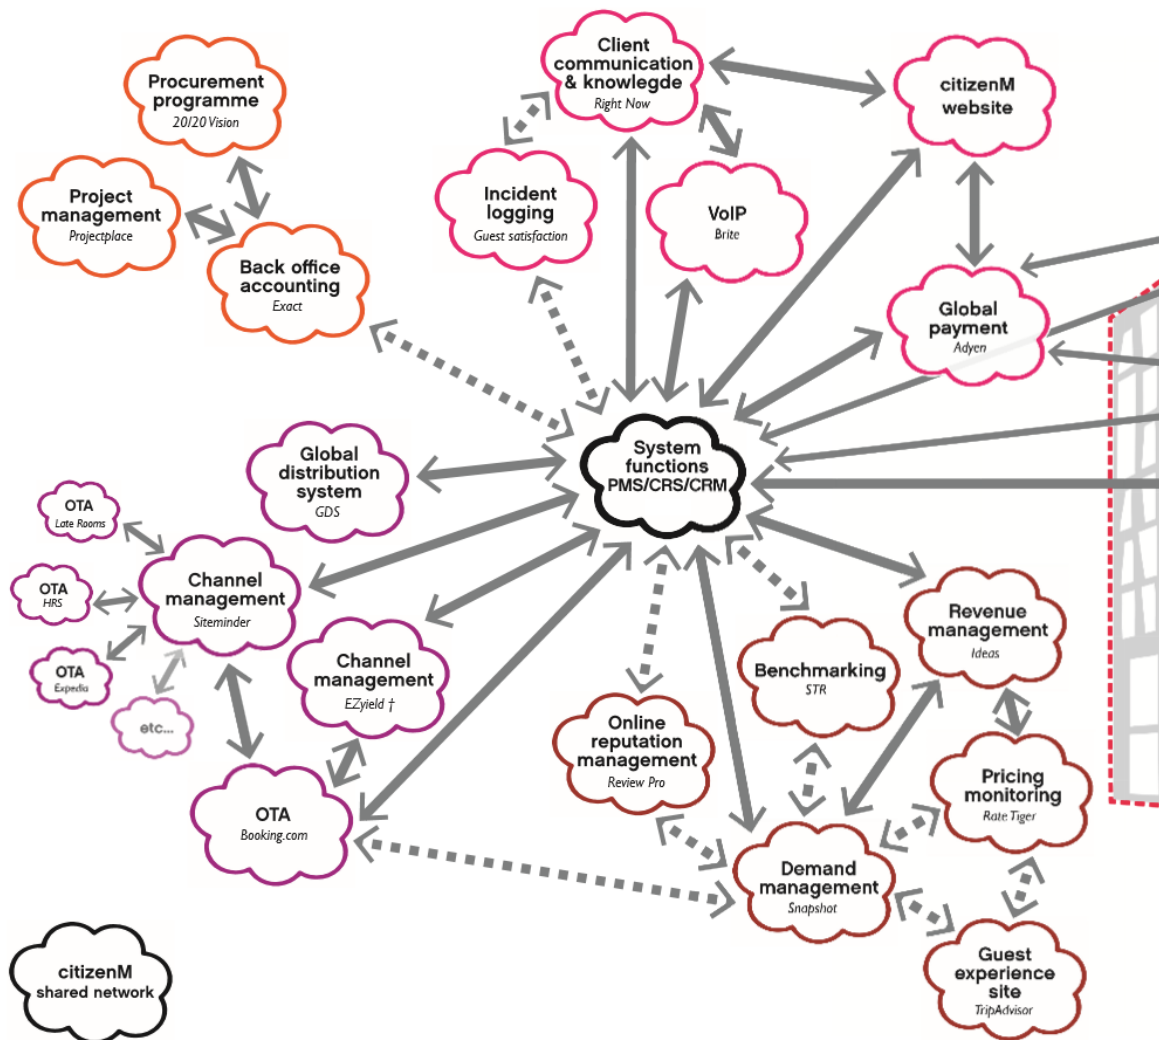 Client
communication
& knowlegde
Right Now
citizenM
website
Procurement
programme
20/20 Vision
Project
management
Projectplace
Incident
logging
Guest satisfaction
VoIP
Brite
Back office
accounting
Exact
Global
payment
Adyen
System
functions
PMS/CRS/CRM
Global
distribution
system
GDS
OTA
Late Rooms
Channel
management
Siteminder
OTA
HRS
OTA
Expedia
etc...
Channel
management
EZyield †
OTA
Booking.com
Revenue
management
Ideas
Benchmarking
STR
Online
reputation
management
Review Pro
Pricing
monitoring
Rate Tiger
Demand
management
Snapshot
Guest
experience
site
TripAdvisor
citizenM
shared network